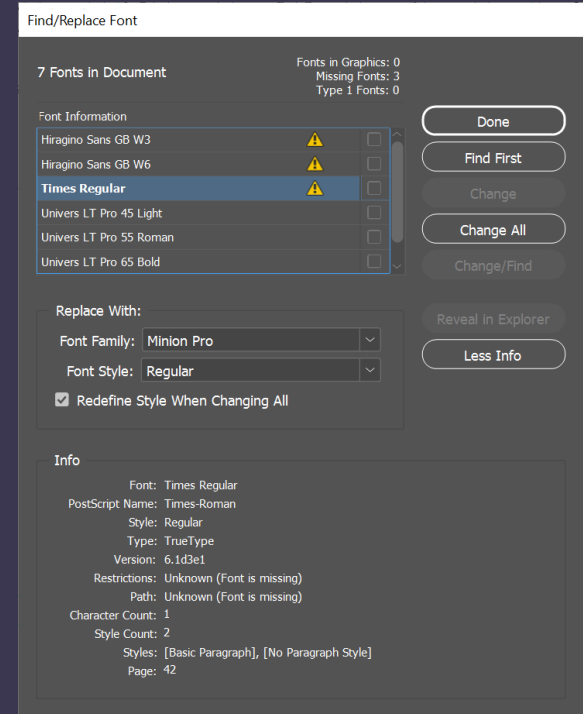 Find/Replace Font
7 Fonts in Document
Fonts in Graphics: 0
Missing Fonts: 3
Type 1 Fonts: 0
Font Information
Hiragino Sans GB W3
Hiragino Sans GB W6
Times Regular
Univers LT Pro 45 Light
Univers LT Pro 55 Roman
Univers LT Pro 65 Bold
Done
Find First
Change
Change All
Change/Find
Reveal in Explorer
Less Info
Replace With:
Font Family: Minion Pro
Font Style: Regular
Redefine Style When Changing All
Info
Font: Times Regular
PostScript Name: Times-Roman
Style: Regular
Type: TrueType
Version: 6.1d3e1
Restrictions: Unknown (Font is missing)
Path: Unknown (Font is missing)
Character Count: 1
Style Count: 2
Styles: [Basic Paragraph], [No Paragraph Style]
Page: 42